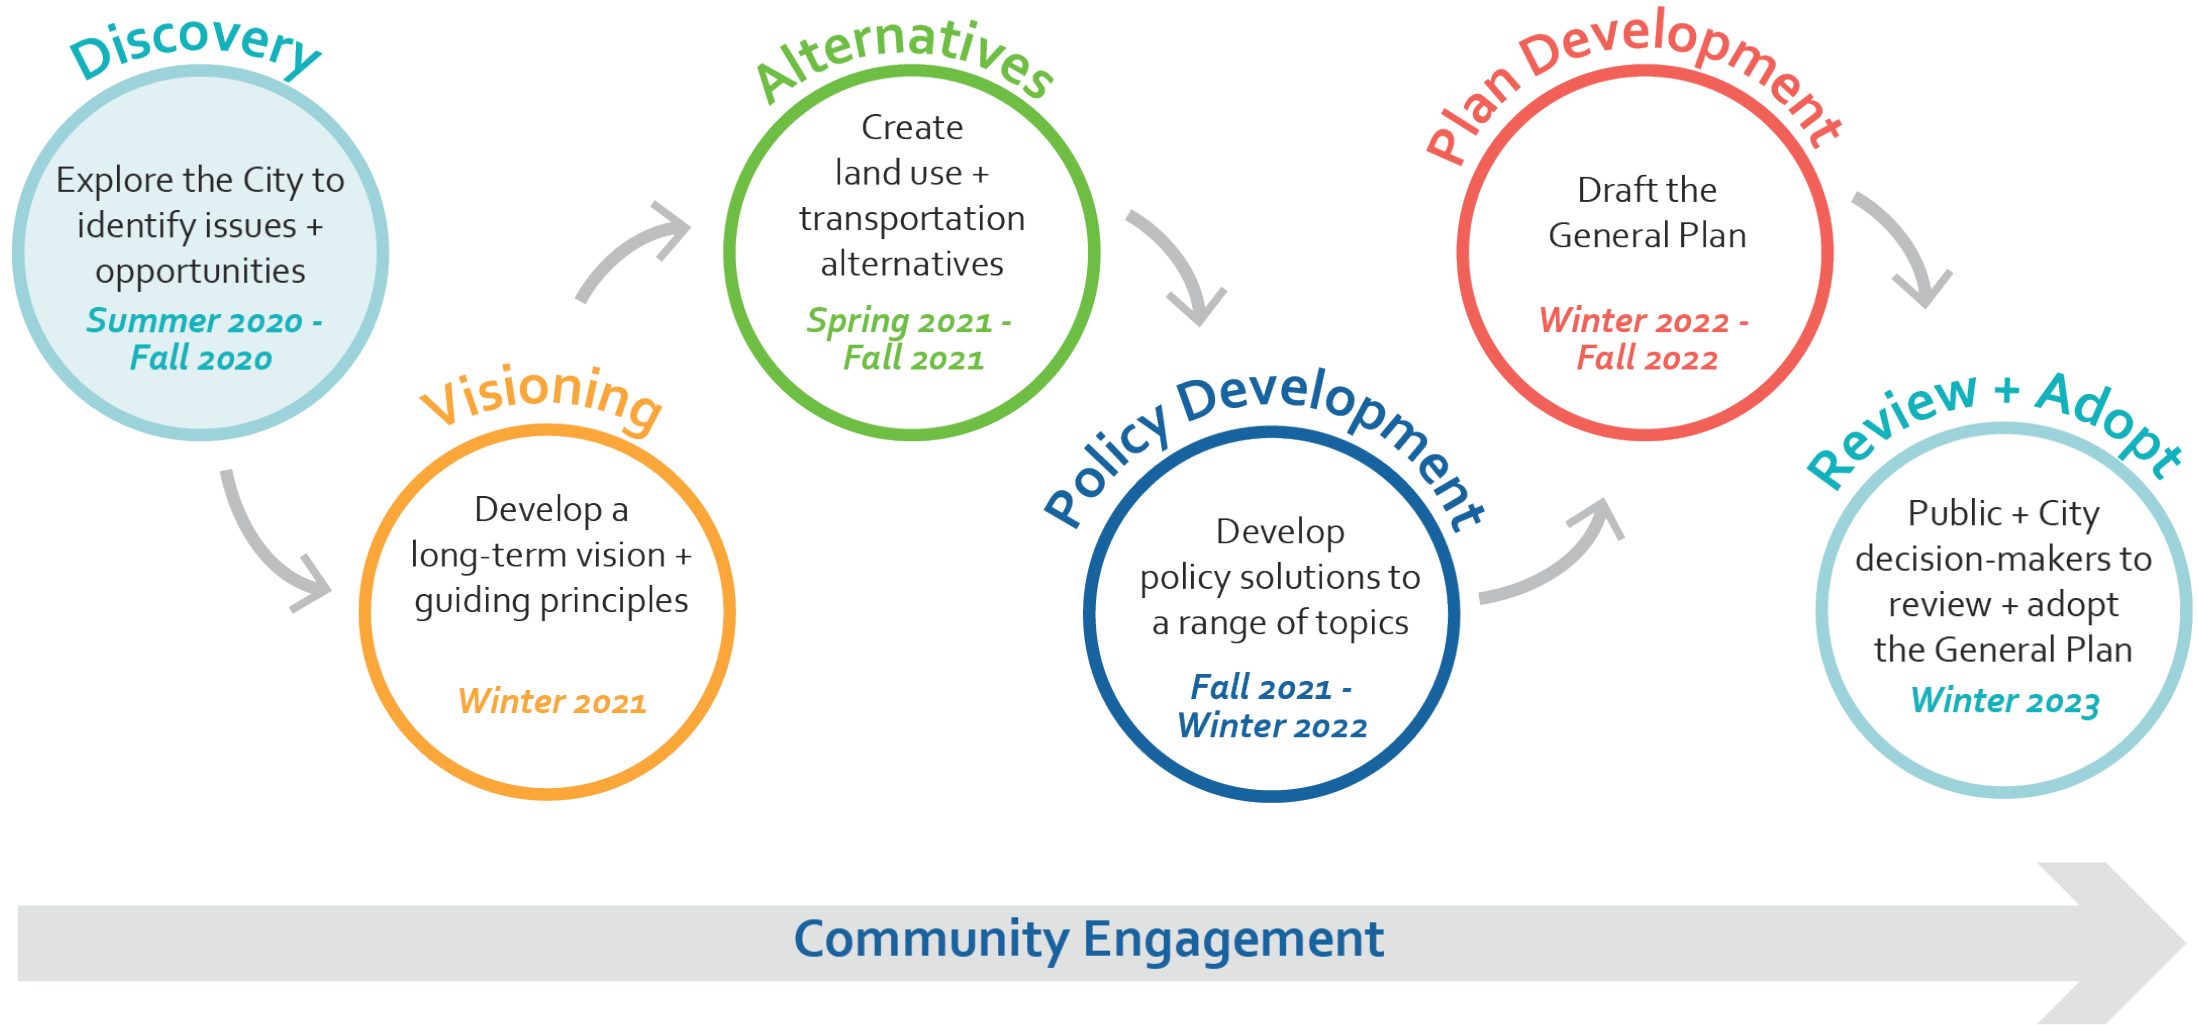 Discovery
Explore the City to
identify issues +
opportunities
Summer 2020 -
Fall 2020
Visioning
Develop a
long-term vision +
guiding principles
Winter 2021
Alternatives
Create
land use +
transportation
alternatives
Spring 2021 -
Fall 2021
Policy Development
Develop
policy solutions to
a range of topics
Fall 2021 -
Winter 2022
Plan Development
Draft the
General Plan
Winter 2022 -
Fall 2022
Review + Adopt
Public + City
decision-makers to
review + adopt
the General Plan
Winter 2023
Community Engagement